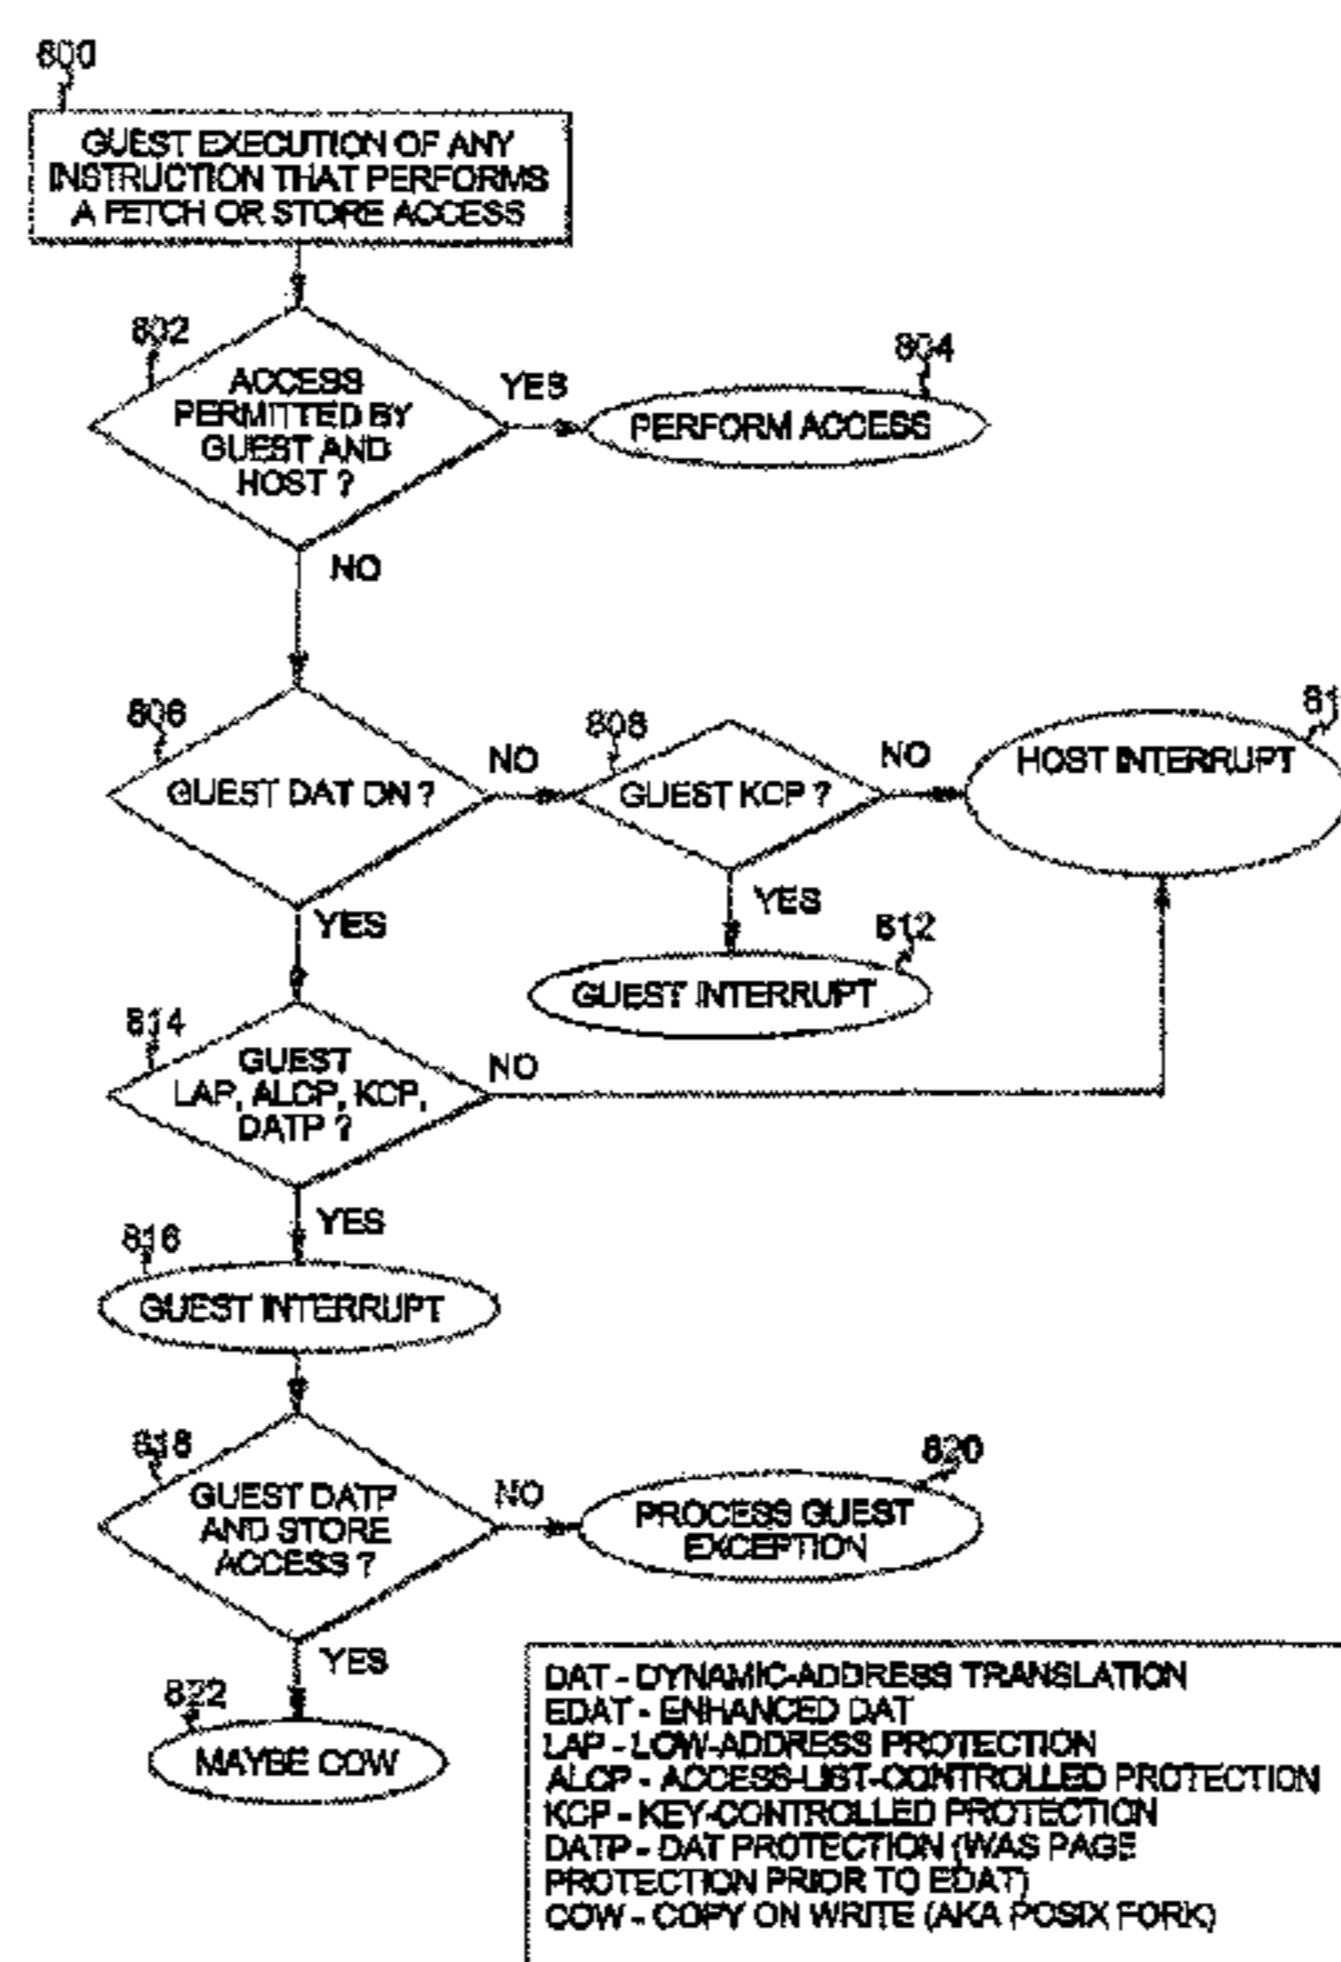 800
GUEST EXECUTION OF ANY
INSTRUCTION THAT PERFORMS
A FETCH OR STORE ACCESS
802
ACCESS
PERMITTED BY
GUEST AND
HOST ?
YES
804
PERFORM ACCESS
NO
806
GUEST DAT ON ?
NO
808
GUEST KCP ?
NO
81
HOST INTERRUPT
YES
YES
812
GUEST INTERRUPT
814
GUEST
LAP, ALCP, KCP,
DATP ?
NO
YES
816
GUEST INTERRUPT
818
GUEST DATP
AND STORE
ACCESS ?
NO
820
PROCESS GUEST
EXCEPTION
YES
822
MAYBE COW
DAT - DYNAMIC-ADDRESS TRANSLATION
EDAT - ENHANCED DAT
LAP - LOW-ADDRESS PROTECTION
ALCP - ACCESS-LIST-CONTROLLED PROTECTION
KCP - KEY-CONTROLLED PROTECTION
DATP - DAT PROTECTION (WAS PAGE
PROTECTION PRIOR TO EDAT)
COW - COPY ON WRITE (AKA POSIX FORK)